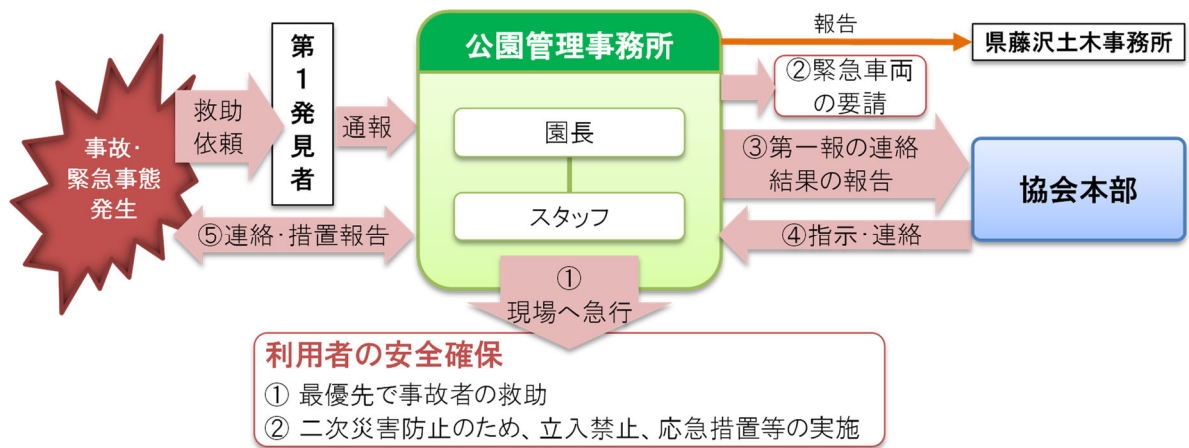 事故・
緊急事態
発生
救助
依頼
第1発見者
通報
公園管理事務所
園長
スタッフ
報告
県藤沢土木事務所
②緊急車両
の要請
③第一報の連絡
結果の報告
協会本部
④指示・連絡
⑤連絡・措置報告
①
現場へ急行
利用者の安全確保
① 最優先で事故者の救助
② 二次災害防止のため、立入禁止、応急措置等の実施